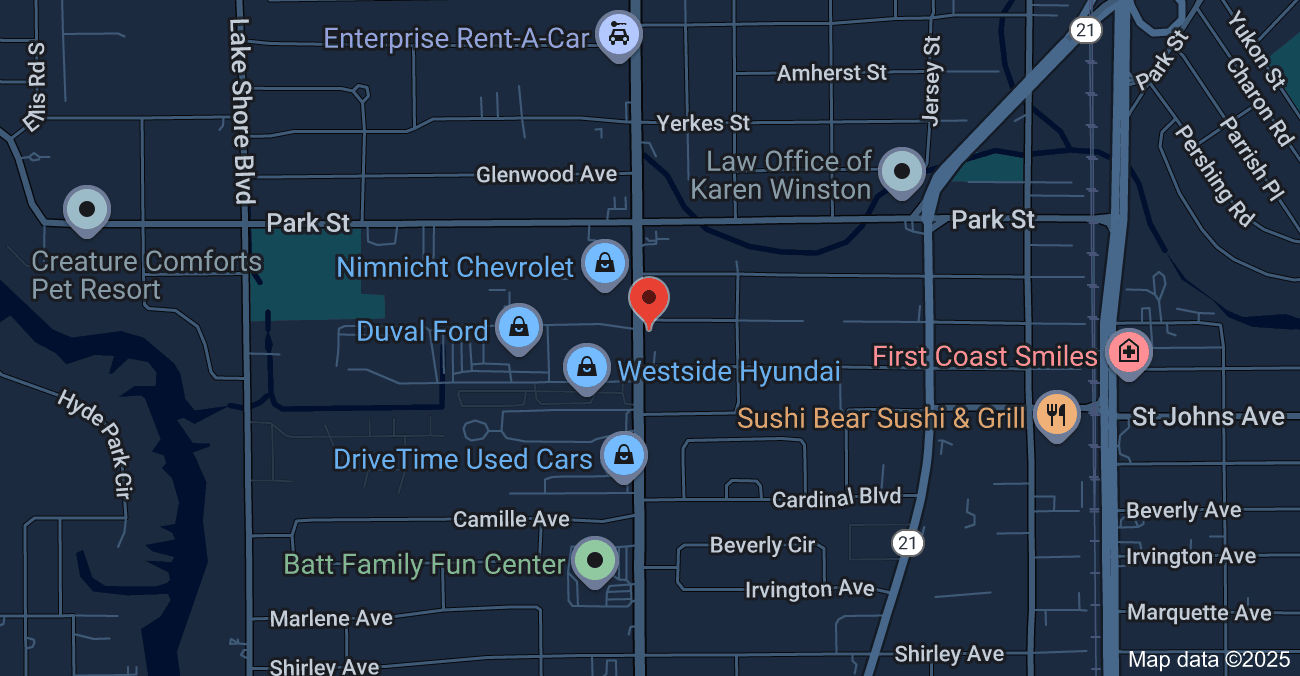 Ellis Rd S
Lake Shore Blvd
Enterprise Rent-A-Car
21
Park St
Yukon St
Charon Rd
Parrish Pl
Pershing Rd
Jersey St
Amherst St
Yerkes St
Glenwood Ave
Law Office of
Karen Winston
Park St
Park St
Creature Comforts
Pet Resort
Nimnicht Chevrolet
Duval Ford
Westside Hyundai
First Coast Smiles
Hyde Park Cir
Sushi Bear Sushi & Grill
St Johns Ave
DriveTime Used Cars
Cardinal Blvd
Camille Ave
Beverly Ave
Beverly Cir
21
Irvington Ave
Batt Family Fun Center
Irvington Ave
Marlene Ave
Marquette Ave
Shirley Ave
Shirley Ave
Map data ©2025